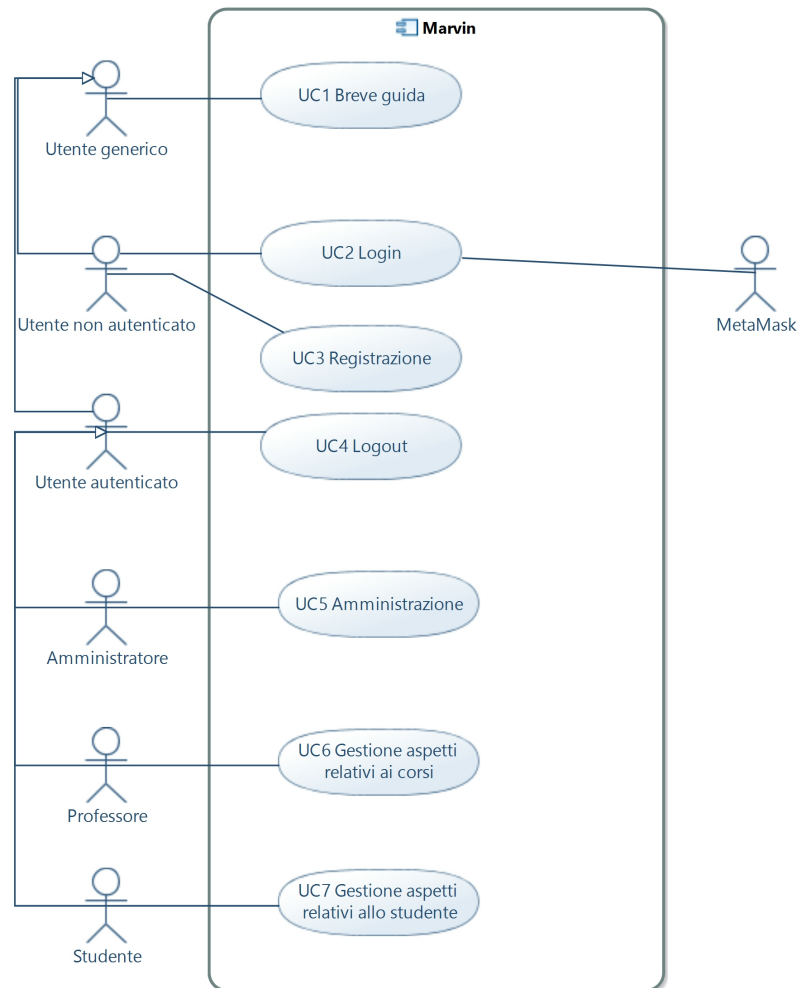 Marvin
UC1 Breve guida
Utente generico
UC2 Login
Utente non autenticato
MetaMask
UC3 Registrazione
UC4 Logout
Utente autenticato
UC5 Amministrazione
Amministratore
UC6 Gestione aspetti
relativi ai corsi
Professore
UC7 Gestione aspetti
relativi allo studente
Studente